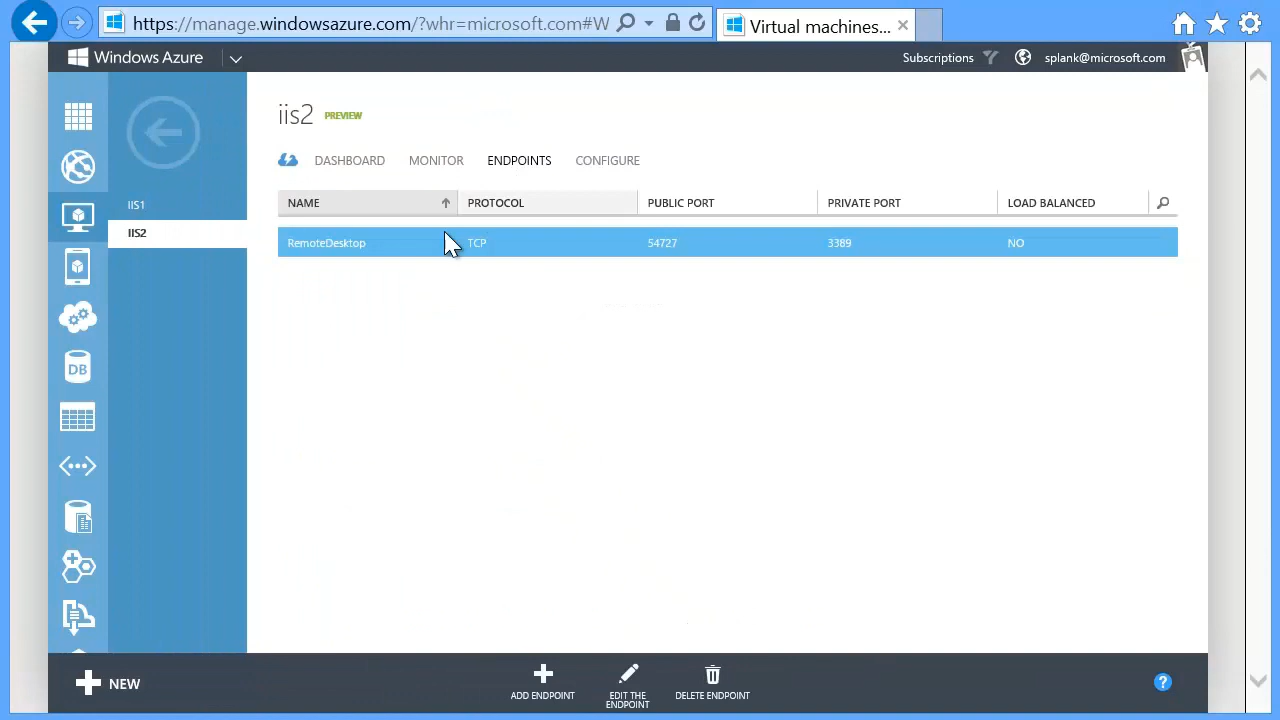 https://manage.windowsazure.com/?whr=microsoft.com#W
Virtual machines...
Windows Azure
Subscriptions
splank@microsoft.com
iis2 PREVIEW
DASHBOARD MONITOR ENDPOINTS CONFIGURE
NAME PROTOCOL PUBLIC PORT PRIVATE PORT LOAD BALANCED
RemoteDesktop TCP 54727 3389 NO
IIS1
IIS2
DB
NEW
ADD ENDPOINT
EDIT THE
ENDPOINT
DELETE ENDPOINT
?